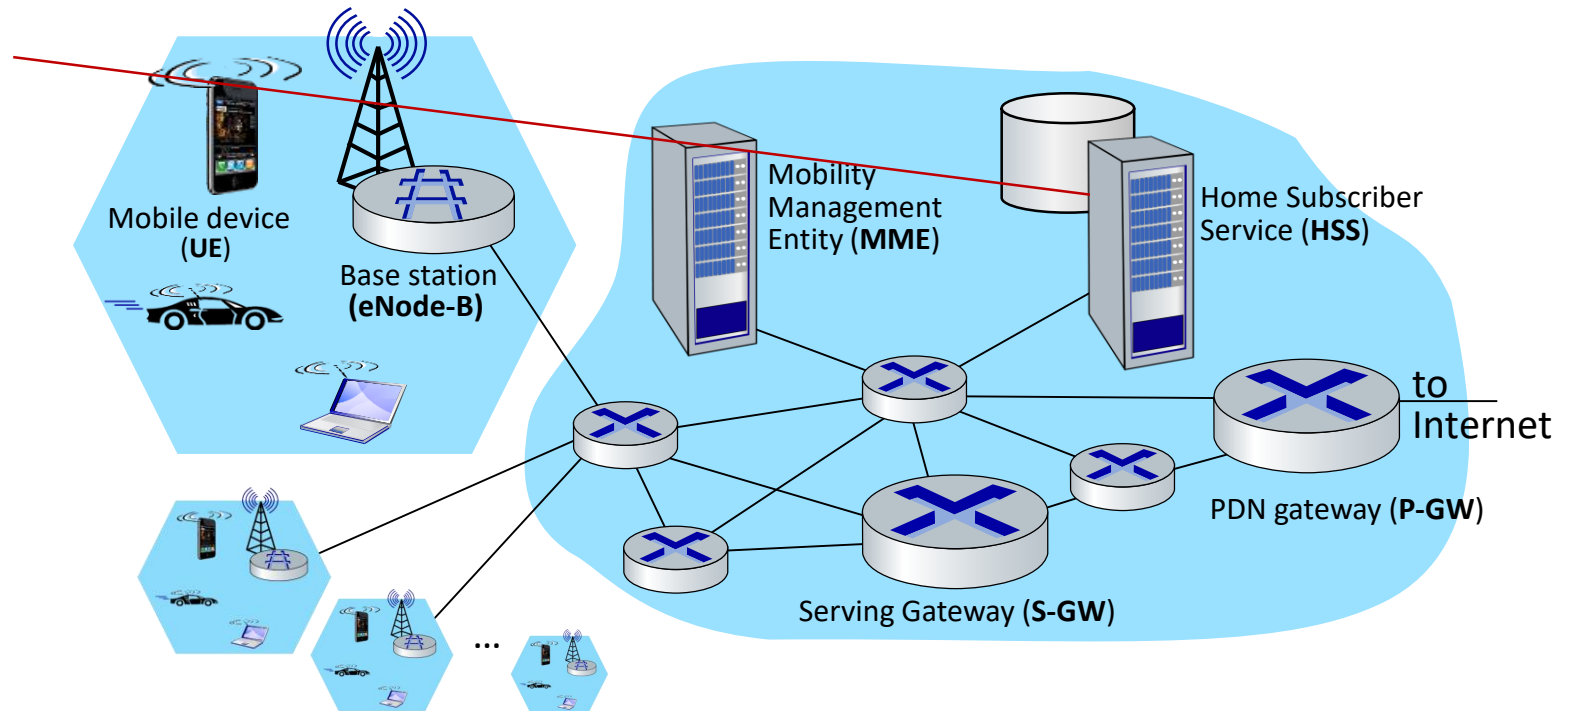 Mobile device
(UE)
Base station
(eNode-B)
Mobility
Management
Entity (MME)
Home Subscriber
Service (HSS)
to
Internet
PDN gateway (P-GW)
Serving Gateway (S-GW)
...